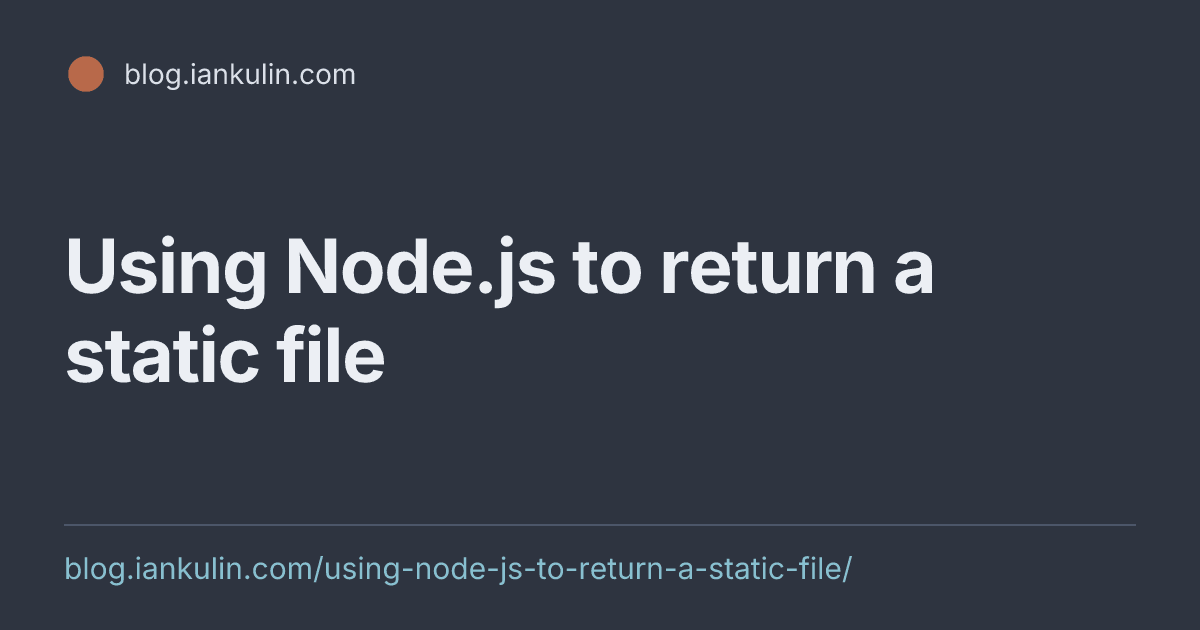 blog.iankulin.com
Using Node.js to return a
static file
blog.iankulin.com/using-node-js-to-return-a-static-file/